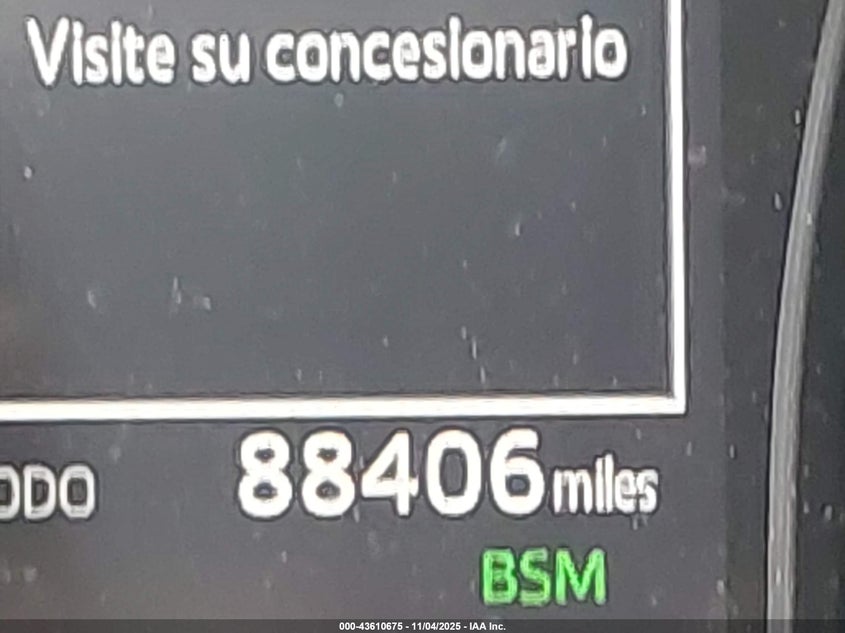 Visite su concesionario
ODO 88406 miles
BSM
000-43610675 - 11/04/2025 - IAA Inc.